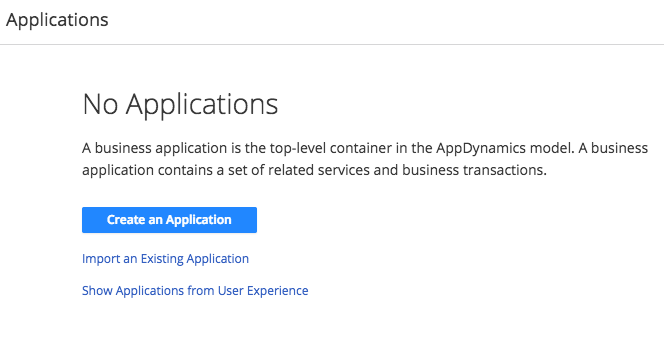 Applications
No Applications
A business application is the top-level container in the AppDynamics model. A business
application contains a set of related services and business transactions.
Create an Application
Import an Existing Application
Show Applications from User Experience